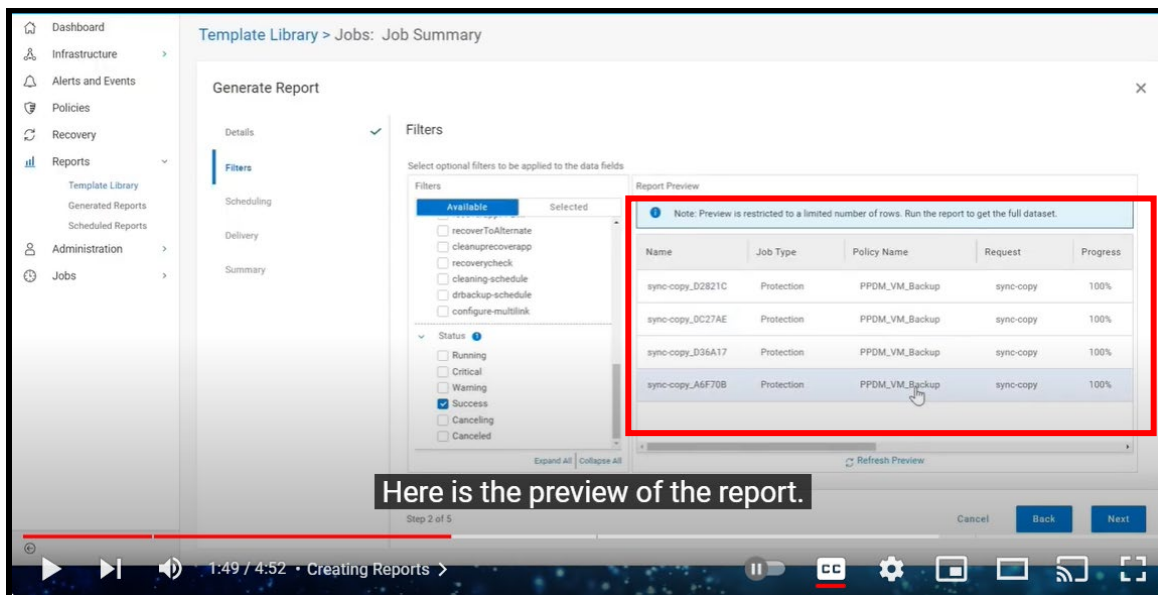 Dashboard
Infrastructure
Alerts and Events
Policies
Recovery
Reports
Template Library
Generated Reports
Scheduled Reports
Administration
Jobs
Template Library > Jobs: Job Summary
Generate Report
Details
Filters
Scheduling
Delivery
Summary
Filters
Select optional filters to be applied to the data fields
Filters
Available Selected
recoverToAlternate
cleanuprecoverapp
recoverycheck
cleaning-schedule
drbackup-schedule
configure-multilink
Status
Running
Critical
Warning
Success
Canceling
Canceled
Expand All Collapse All
Report Preview
Note: Preview is restricted to a limited number of rows. Run the report to get the full dataset.
Name Job Type Policy Name Request Progress
sync-copy_D2821C Protection PPDM_VM_Backup sync-copy 100%
sync-copy_0C27AE Protection PPDM_VM_Backup sync-copy 100%
sync-copy_D36A17 Protection PPDM_VM_Backup sync-copy 100%
sync-copy_A6F70B Protection PPDM_VM_Backup sync-copy 100%
Refresh Preview
Here is the preview of the report.
Step 2 of 5
Cancel Back Next
1:49 / 4:52 • Creating Reports >
CC